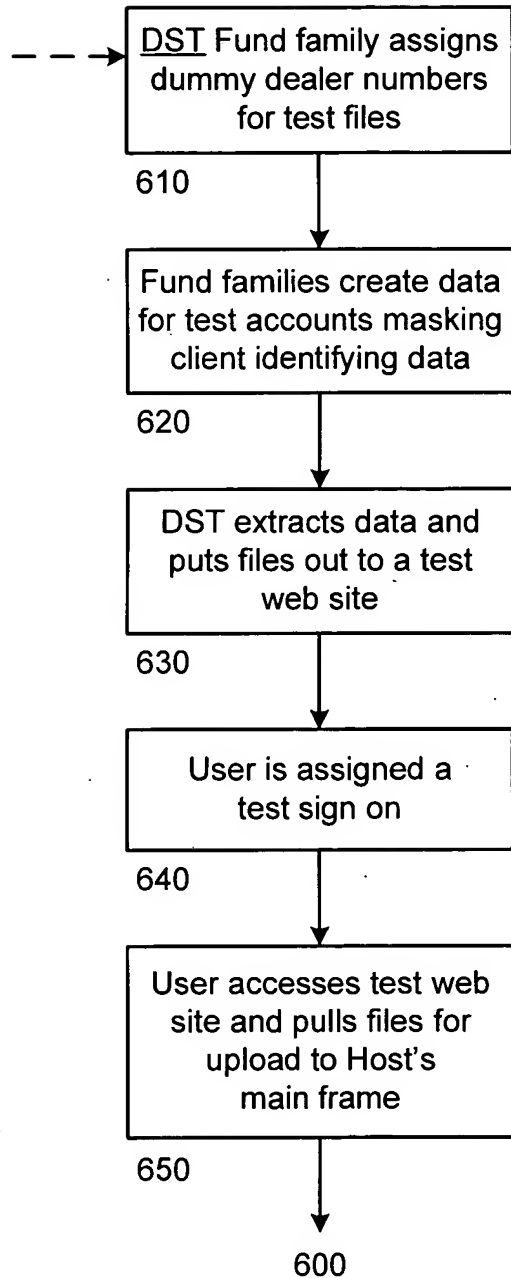 DST Fund family assigns
dummy dealer numbers
for test files
610
Fund families create data
for test accounts masking
client identifying data
620
DST extracts data and
puts files out to a test
web site
630
User is assigned a
test sign on
640
User accesses test web
site and pulls files for
upload to Host's
main frame
650
600